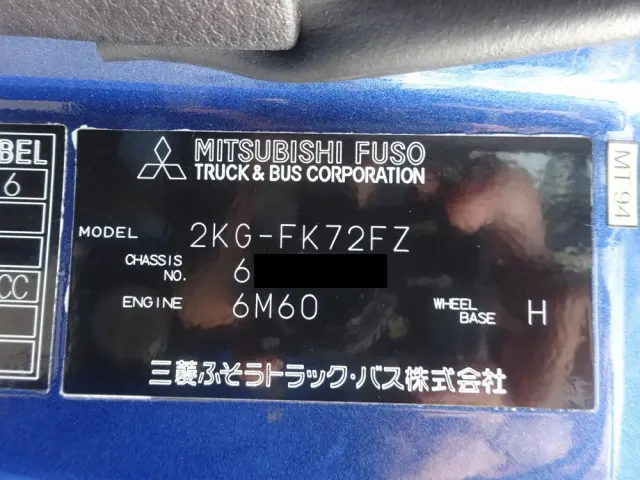 BEL
6
CC
MITSUBISHI FUSO
TRUCK & BUS CORPORATION
MODEL 2KG-FK72FZ
CHASSIS NO. 6
ENGINE 6M60 WHEEL BASE H
三菱ふそうトラック・バス株式会社
MT 94